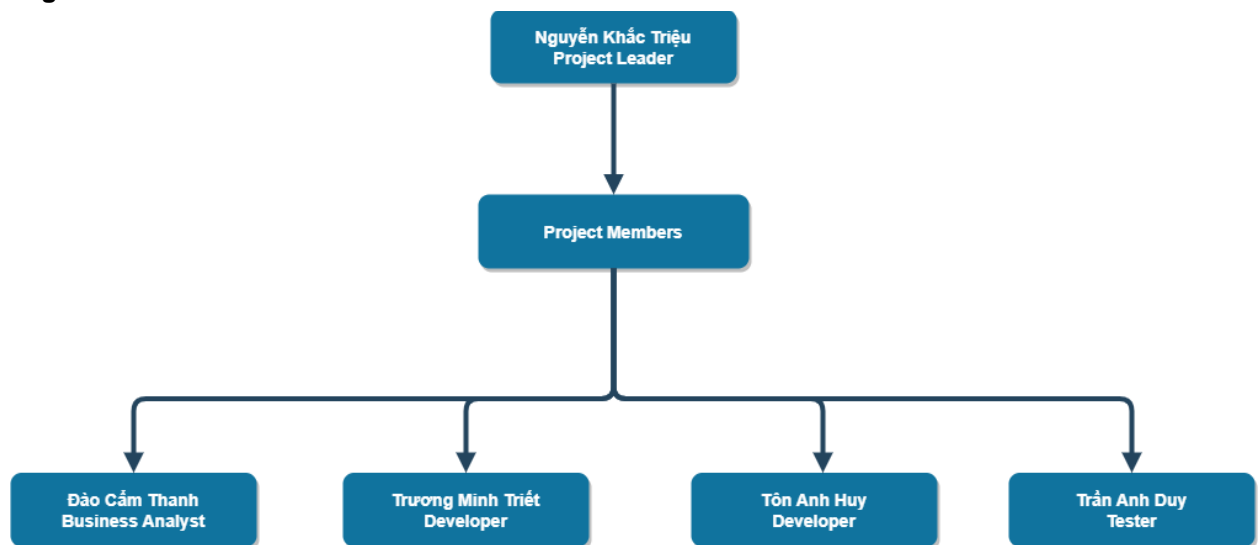 Nguyễn Khắc Triệu
Project Leader
Project Members
Đào Cẩm Thanh
Business Analyst
Trương Minh Triết
Developer
Tôn Anh Huy
Developer
Trần Anh Duy
Tester